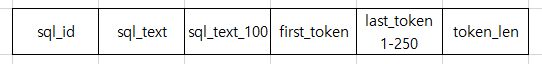 sql_id sql_text sql_text_100 first_token last_token 1-250 token_len